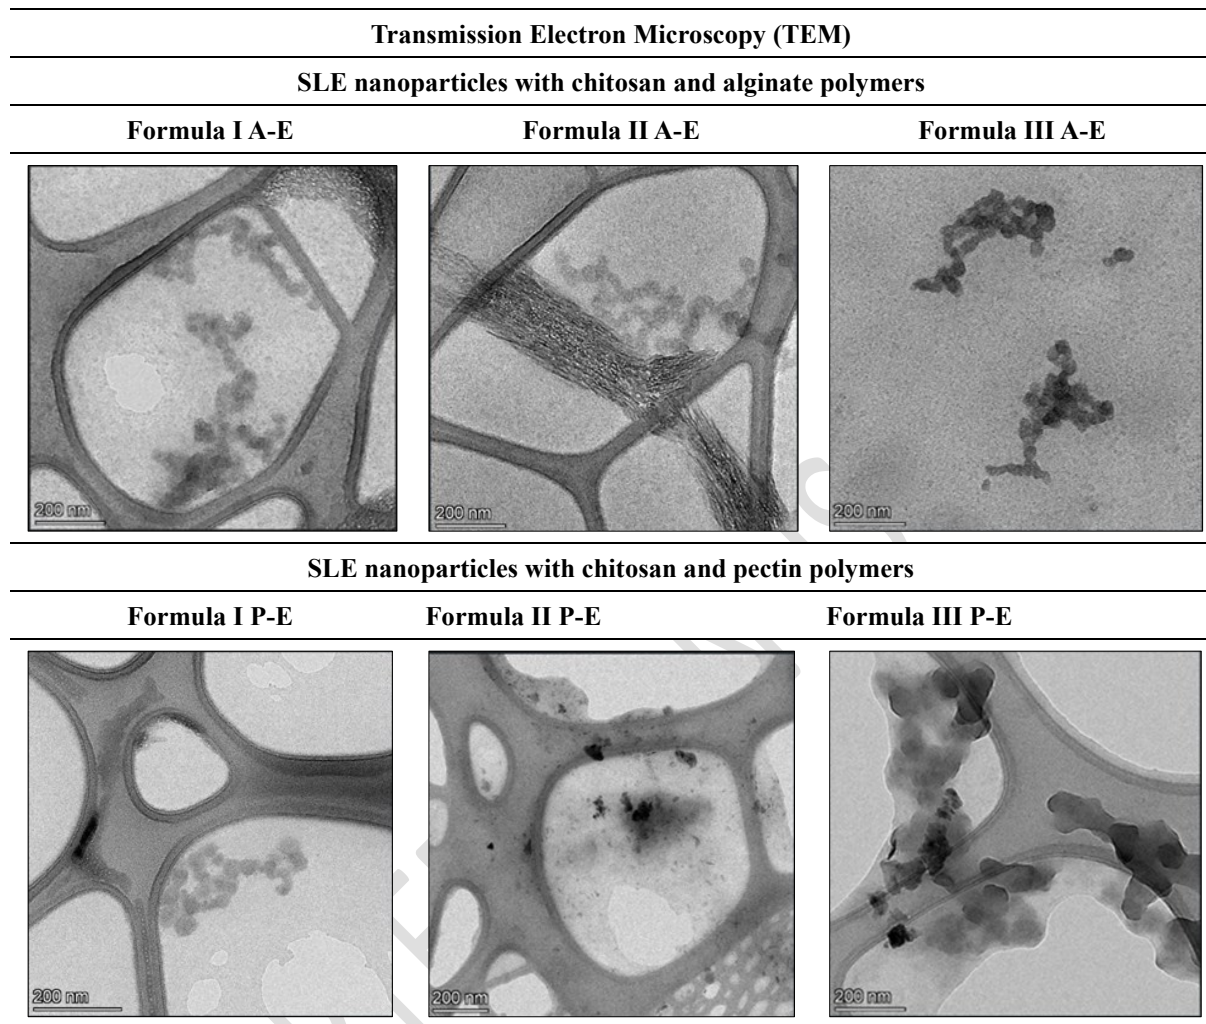 Transmission Electron Microscopy (TEM)
SLE nanoparticles with chitosan and alginate polymers
Formula I A-E Formula II A-E Formula III A-E
200 nm 200 nm 200 nm
SLE nanoparticles with chitosan and pectin polymers
Formula I P-E Formula II P-E Formula III P-E
200 nm 200 nm 200 nm